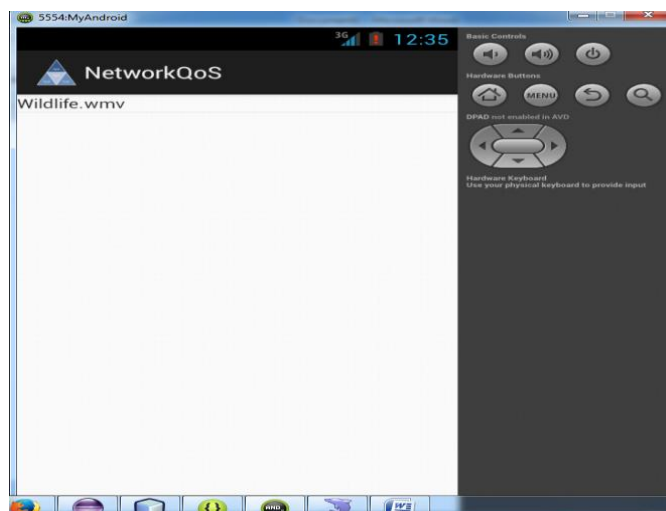 5554:MyAndroid
3G
12:35
NetworkQoS
Wildlife.wmv
Basic Controls
Hardware Buttons
MENU
DPAD not enabled in AVD
Hardware Keyboard
Use your physical keyboard to provide input